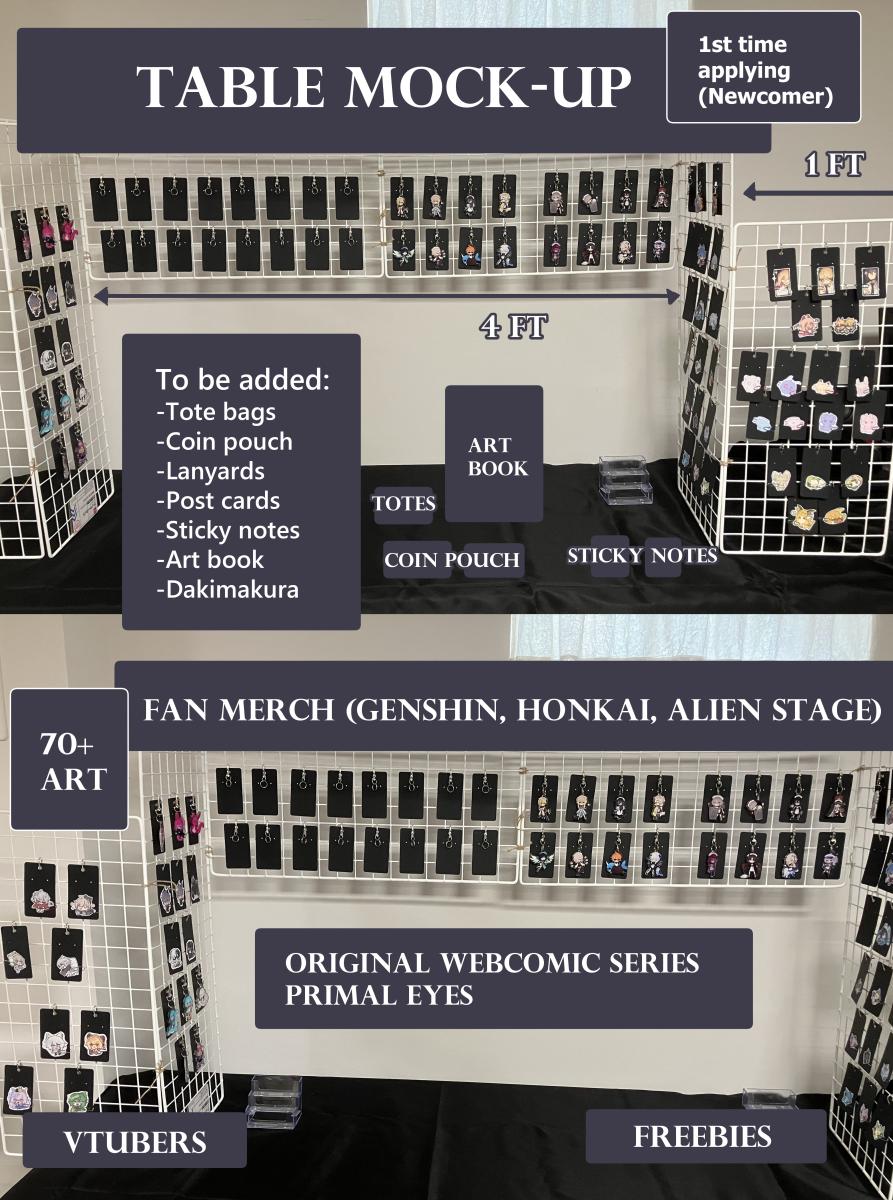 TABLE MOCK-UP
1st time
applying
(Newcomer)
1 FT
4 FT
To be added:
-Tote bags
-Coin pouch
-Lanyards
-Post cards
-Sticky notes
-Art book
-Dakimakura
ART
BOOK
TOTES
COIN POUCH
STICKY NOTES
FAN MERCH (GENSHIN, HONKAI, ALIEN STAGE)
70+
ART
ORIGINAL WEBCOMIC SERIES
PRIMAL EYES
VTUBERS
FREEBIES